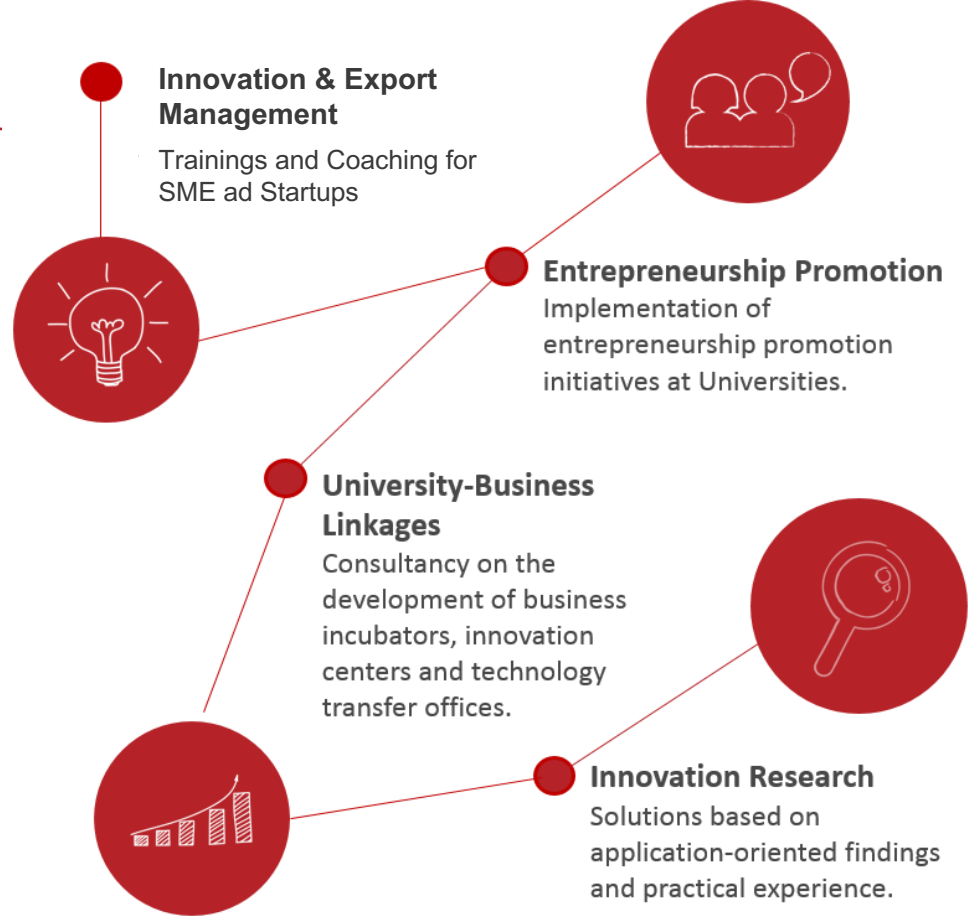 Innovation & Export
Management
Trainings and Coaching for
SME ad Startups
Entrepreneurship Promotion
Implementation of
entrepreneurship promotion
initiatives at Universities.
University-Business
Linkages
Consultancy on the
development of business
incubators, innovation
centers and technology
transfer offices.
Innovation Research
Solutions based on
application-oriented findings
and practical experience.